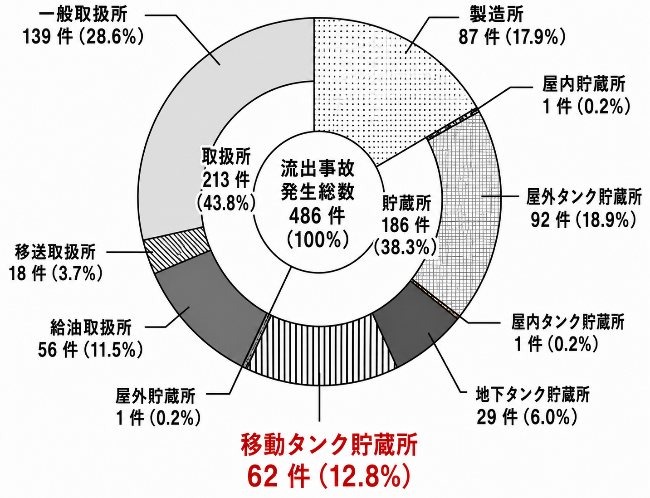 一般取扱所
139 件 (28.6%)
製造所
87 件 (17.9%)
屋内貯蔵所
1 件 (0.2%)
取扱所
213 件
(43.8%)
流出事故
発生総数
486 件
(100%)
貯蔵所
186 件
(38.3%)
屋外タンク貯蔵所
92 件 (18.9%)
移送取扱所
18 件 (3.7%)
給油取扱所
56 件 (11.5%)
屋内タンク貯蔵所
1 件 (0.2%)
屋外貯蔵所
1 件 (0.2%)
地下タンク貯蔵所
29 件 (6.0%)
移動タンク貯蔵所
62 件 (12.8%)